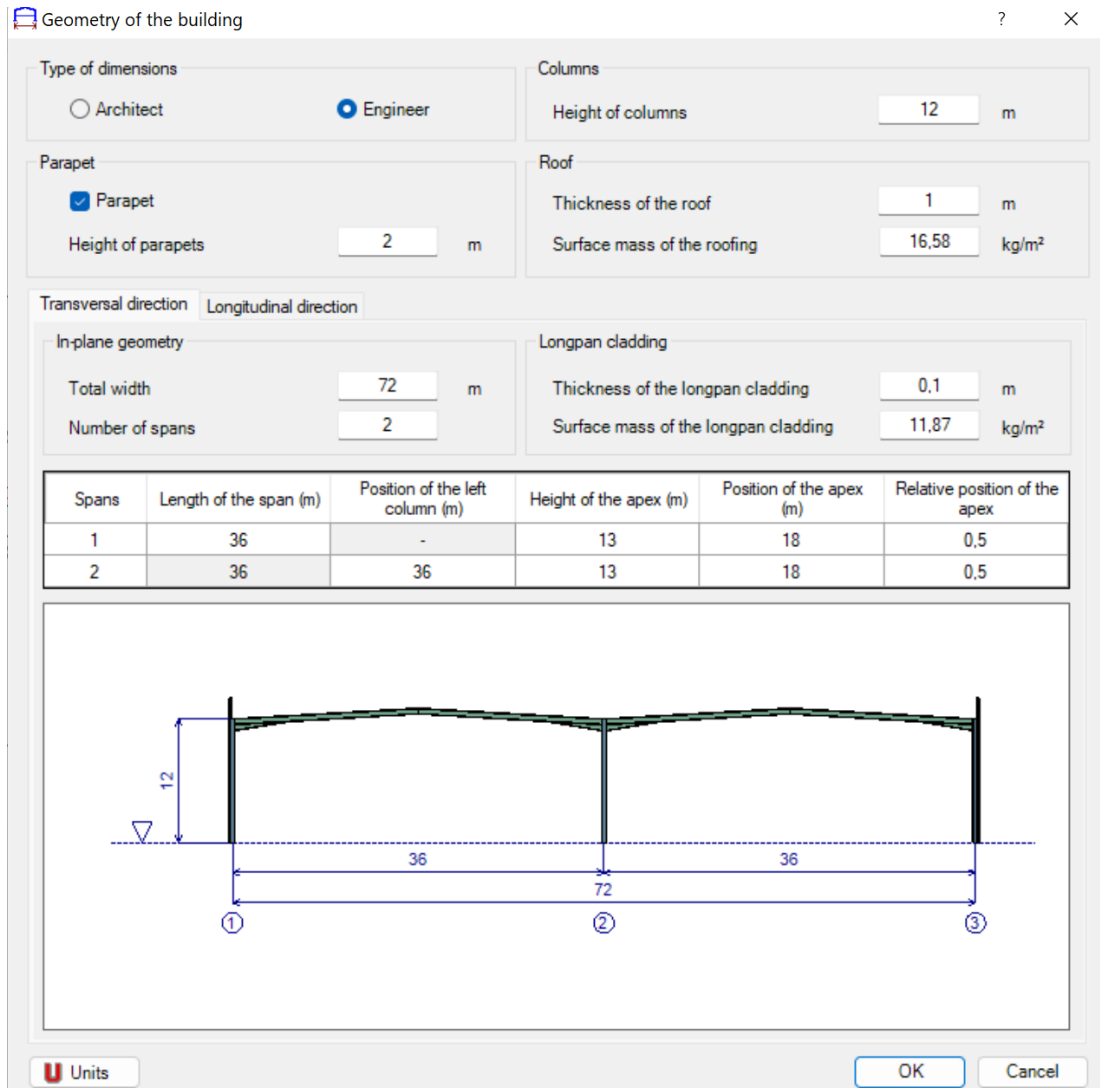 Geometry of the building ?
Type of dimensions
Architect Engineer
Columns
Height of columns 12 m
Parapet
Parapet
Height of parapets 2 m
Roof
Thickness of the roof 1 m
Surface mass of the roofing 16,58 kg/m²
Transversal direction Longitudinal direction
In-plane geometry
Total width 72 m
Number of spans 2
Longpan cladding
Thickness of the longpan cladding 0,1 m
Surface mass of the longpan cladding 11,87 kg/m²
Spans Length of the span (m) Position of the left column (m) Height of the apex (m) Position of the apex (m) Relative position of the apex
1 36 - 13 18 0,5
2 36 36 13 18 0,5
12
36 36
72
1 2 3
U Units OK Cancel